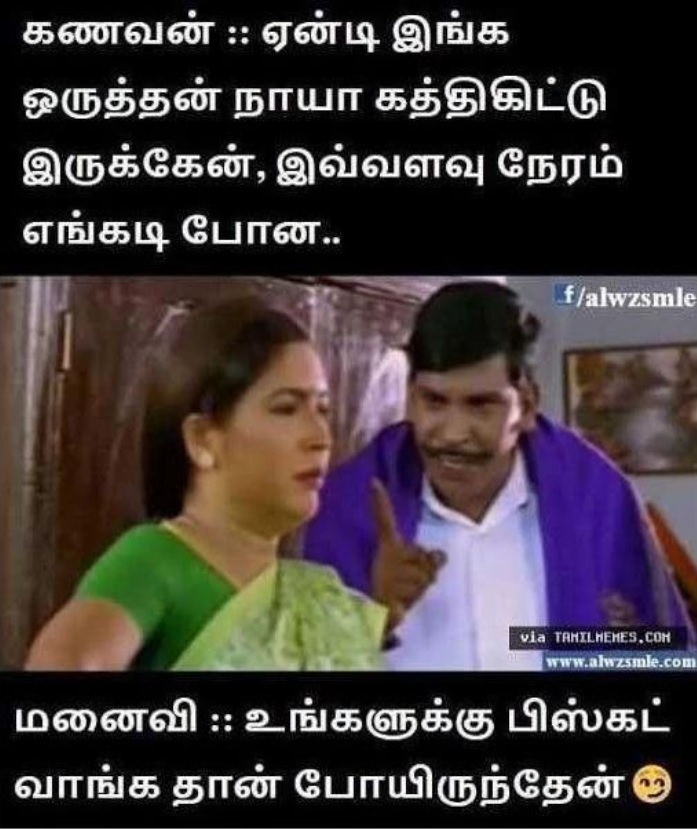 கணவன் :: ஏன்டி இங்க
ஒருத்தன் நாயா கத்திகிட்டு
இருக்கேன், இவ்வளவு நேரம்
எங்கடி போன..
f/alwzsmle
via TAMILMEMES.COM
www.alwzsmle.com
மனைவி :: உங்களுக்கு பிஸ்கட்
வாங்க தான் போயிருந்தேன்😏